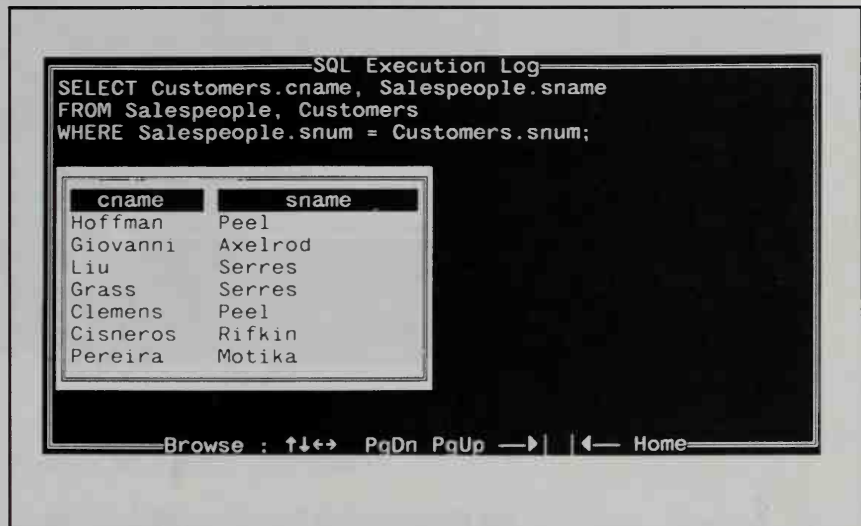 SQL Execution Log
SELECT Customers.cname, Salespeople.sname
FROM Salespeople, Customers
WHERE Salespeople.snum = Customers.snum;
cname sname
Hoffman Peel
Giovanni Axelrod
Liu Serres
Grass Serres
Clemens Peel
Cisneros Rifkin
Pereira Motika
Browse : ↑↓←→ PgDn PgUp —▶| |◀— Home